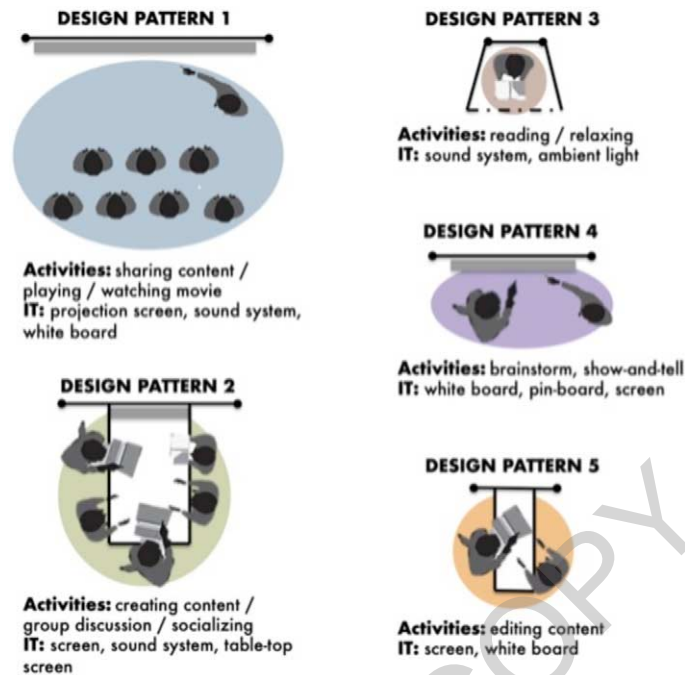 DESIGN PATTERN 1
Activities: sharing content /
playing / watching movie
IT: projection screen, sound system,
white board
DESIGN PATTERN 2
Activities: creating content /
group discussion / socializing
IT: screen, sound system, table-top
screen
DESIGN PATTERN 3
Activities: reading / relaxing
IT: sound system, ambient light
DESIGN PATTERN 4
Activities: brainstorm, show-and-tell
IT: white board, pin-board, screen
DESIGN PATTERN 5
Activities: editing content
IT: screen, white board
COPY